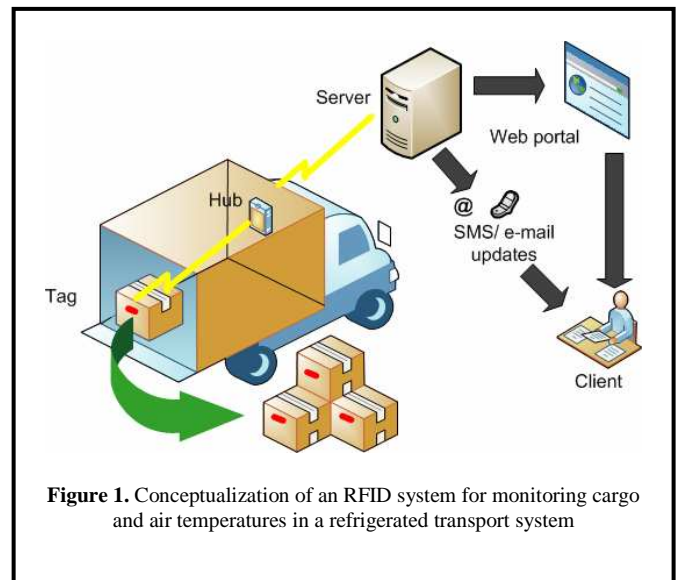 Server
Web portal
Hub
@
SMS/ e-mail
updates
Tag
Client
Figure 1. Conceptualization of an RFID system for monitoring cargo
and air temperatures in a refrigerated transport system